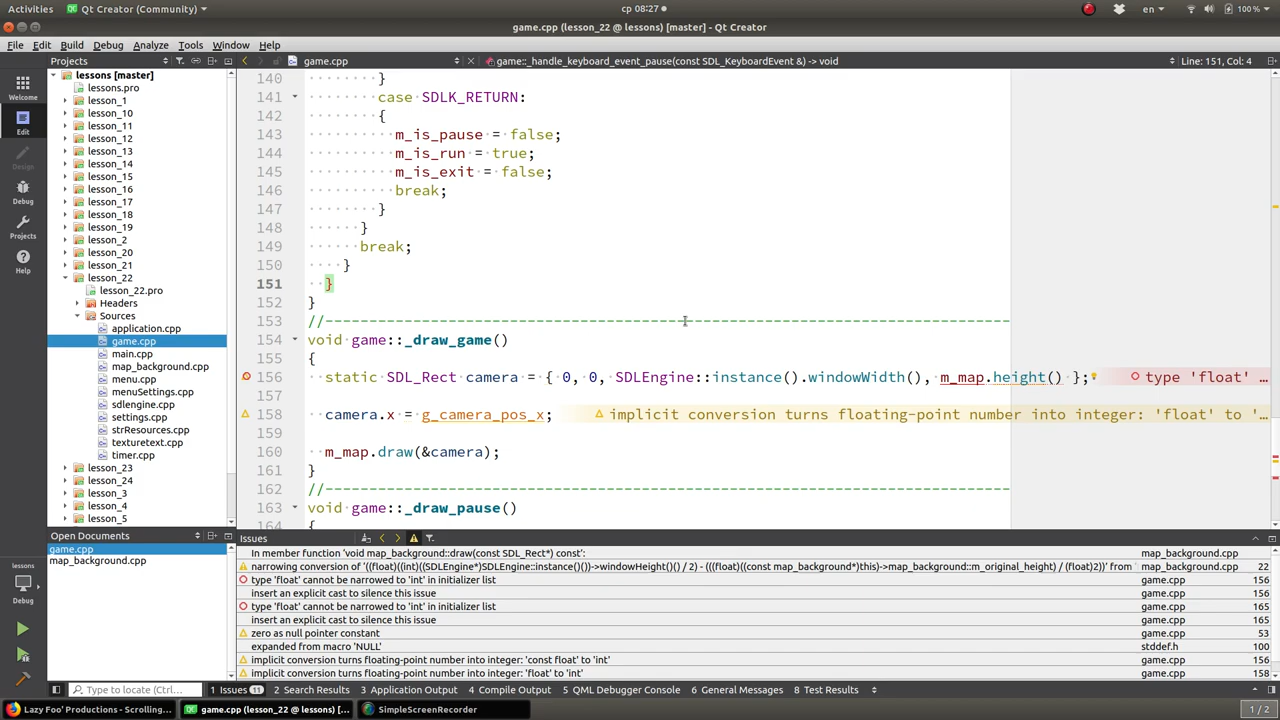 Activities
Qt Creator (Community)
ср 08:27
en
100 %
game.cpp (lesson_22 @ lessons) [master] - Qt Creator
File Edit Build Debug Analyze Tools Window Help
Projects
game.cpp
game::_handle_keyboard_event_pause(const SDL_KeyboardEvent &) -> void
Line: 151, Col: 4
Welcome
Edit
Design
Debug
Projects
Help
lessons
Debug
lessons [master]
lessons.pro
lesson_1
lesson_10
lesson_11
lesson_12
lesson_13
lesson_14
lesson_15
lesson_16
lesson_17
lesson_18
lesson_19
lesson_2
lesson_20
lesson_21
lesson_22
lesson_22.pro
Headers
Sources
application.cpp
game.cpp
main.cpp
map_background.cpp
menu.cpp
menuSettings.cpp
sdlengine.cpp
settings.cpp
strResources.cpp
texturetext.cpp
timer.cpp
lesson_23
lesson_24
lesson_3
lesson_4
lesson_5
140 }
141 case SDLK_RETURN:
142 {
143 m_is_pause = false;
144 m_is_run = true;
145 m_is_exit = false;
146 break;
147 }
148 }
149 break;
150 }
151 }
152 }
153 //------------------------------------------------------------------------------
154 void game::_draw_game()
155 {
156 static SDL_Rect camera = { 0, 0, SDLEngine::instance().windowWidth(), m_map.height() }; type 'float' …
158 camera.x = g_camera_pos_x; implicit conversion turns floating-point number into integer: 'float' to '…
159
160 m_map.draw(&camera);
161 }
162 //------------------------------------------------------------------------------
163 void game::_draw_pause()
164 {
Open Documents
game.cpp
map_background.cpp
Issues
In member function 'void map_background::draw(const SDL_Rect*) const': map_background.cpp
narrowing conversion of '((float)((int)((SDLEngine*)SDLEngine::instance()())->windowHeight()) / 2) - (((float)((const map_background*)this)->map_background::m_original_height) / (float)2))' from map_background.cpp 22
type 'float' cannot be narrowed to 'int' in initializer list game.cpp 156
insert an explicit cast to silence this issue game.cpp 156
type 'float' cannot be narrowed to 'int' in initializer list game.cpp 165
insert an explicit cast to silence this issue game.cpp 165
zero as null pointer constant game.cpp 53
expanded from macro 'NULL' stddef.h 100
implicit conversion turns floating-point number into integer: 'const float' to 'int' game.cpp 156
implicit conversion turns floating-point number into integer: 'float' to 'int' game.cpp 158
Type to locate (Ctrl...
1 Issues 11
2 Search Results
3 Application Output
4 Compile Output
5 QML Debugger Console
6 General Messages
8 Test Results
Lazy Foo' Productions - Scrolling...
game.cpp (lesson_22 @ lessons) [...
SimpleScreenRecorder
1 / 2